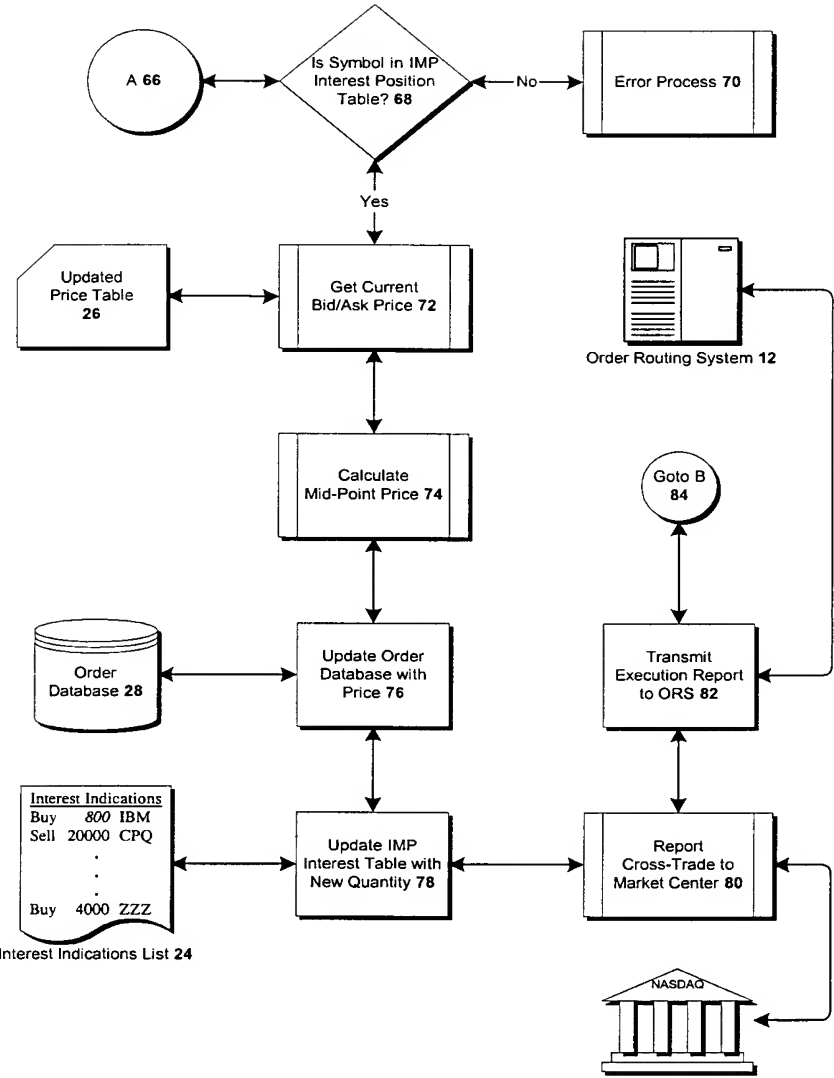 A 66
Is Symbol in IMP
Interest Position
Table? 68
No
Error Process 70
Yes
Updated
Price Table
26
Get Current
Bid/Ask Price 72
Order Routing System 12
Calculate
Mid-Point Price 74
Goto B
84
Order
Database 28
Update Order
Database with
Price 76
Transmit
Execution Report
to ORS 82
Interest Indications
Buy 800 IBM
Sell 20000 CPQ
.
.
.
Buy 4000 ZZZ
Interest Indications List 24
Update IMP
Interest Table with
New Quantity 78
Report
Cross-Trade to
Market Center 80
NASDAQ